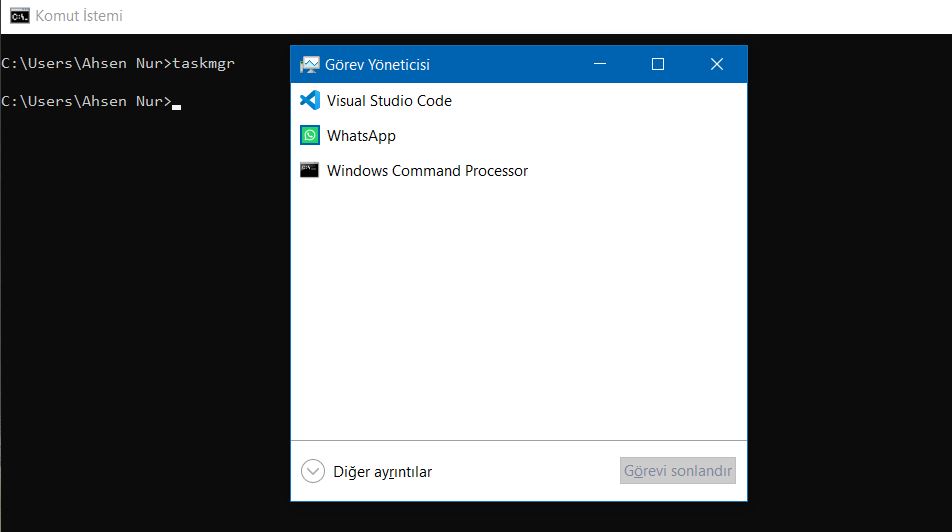 Komut İstemi
C:\Users\Ahsen Nur>taskmgr
C:\Users\Ahsen Nur>
Görev Yöneticisi
Visual Studio Code
WhatsApp
Windows Command Processor
Diğer ayrıntılar
Görevi sonlandır